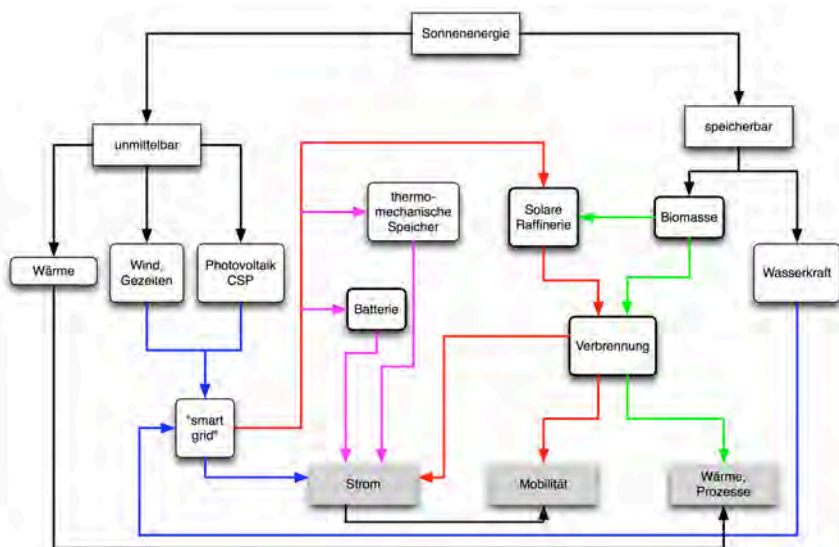 Sonnenenergie
unmittelbar
speicherbar
thermo-
mechanische
Speicher
Solare
Raffinerie
Biomasse
Wärme
Wind,
Gezeiten
Photovoltaik
CSP
Wasserkraft
Batterie
Verbrennung
"smart
grid"
Strom
Mobilität
Wärme,
Prozesse